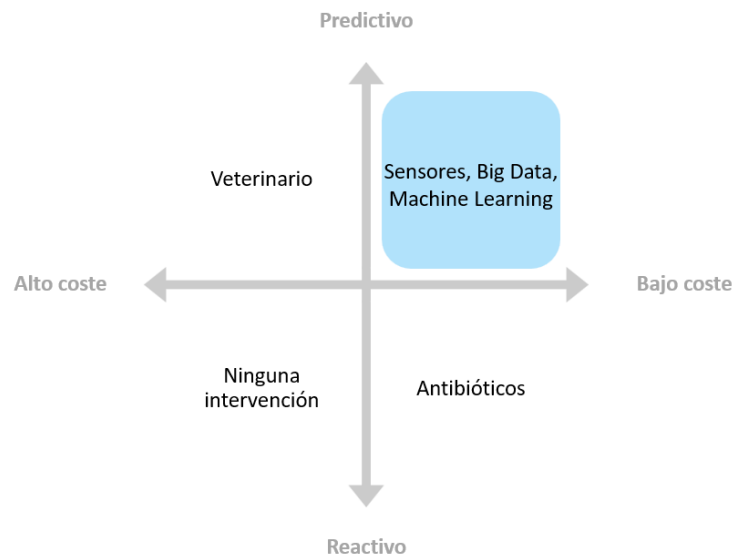 Predictivo
Veterinario
Sensores, Big Data,
Machine Learning
Alto coste
Bajo coste
Ninguna
intervención
Antibióticos
Reactivo